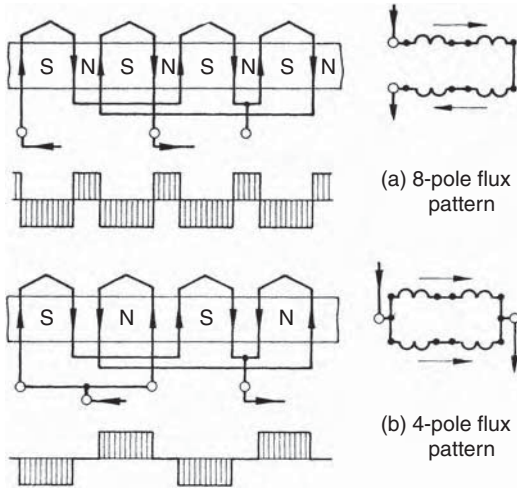 S N S N S N S N
(a) 8-pole flux
pattern
S N S N
(b) 4-pole flux
pattern